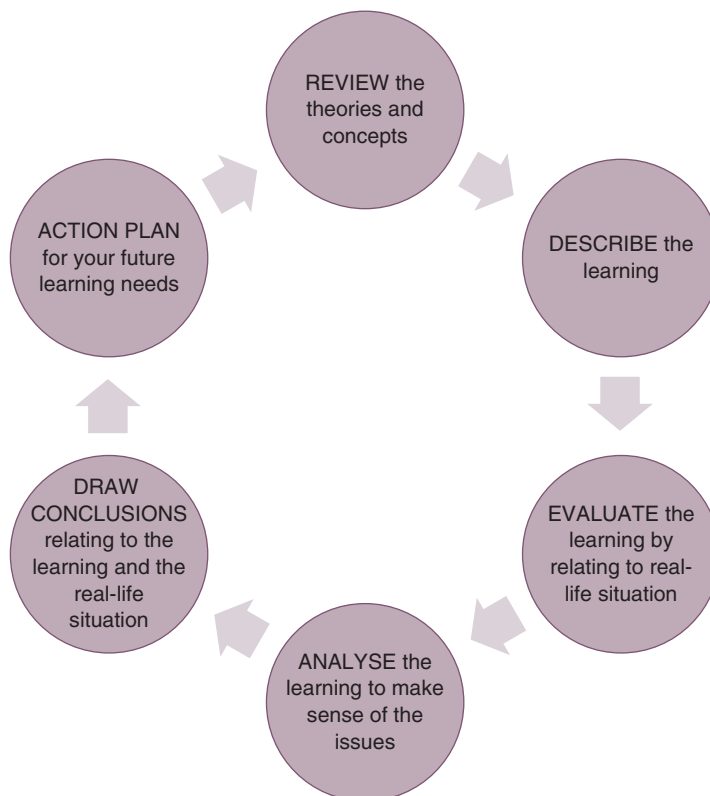 REVIEW the
theories and
concepts
DESCRIBE the
learning
EVALUATE the
learning by
relating to real-
life situation
ANALYSE the
learning to make
sense of the
issues
DRAW
CONCLUSIONS
relating to the
learning and the
real-life
situation
ACTION PLAN
for your future
learning needs